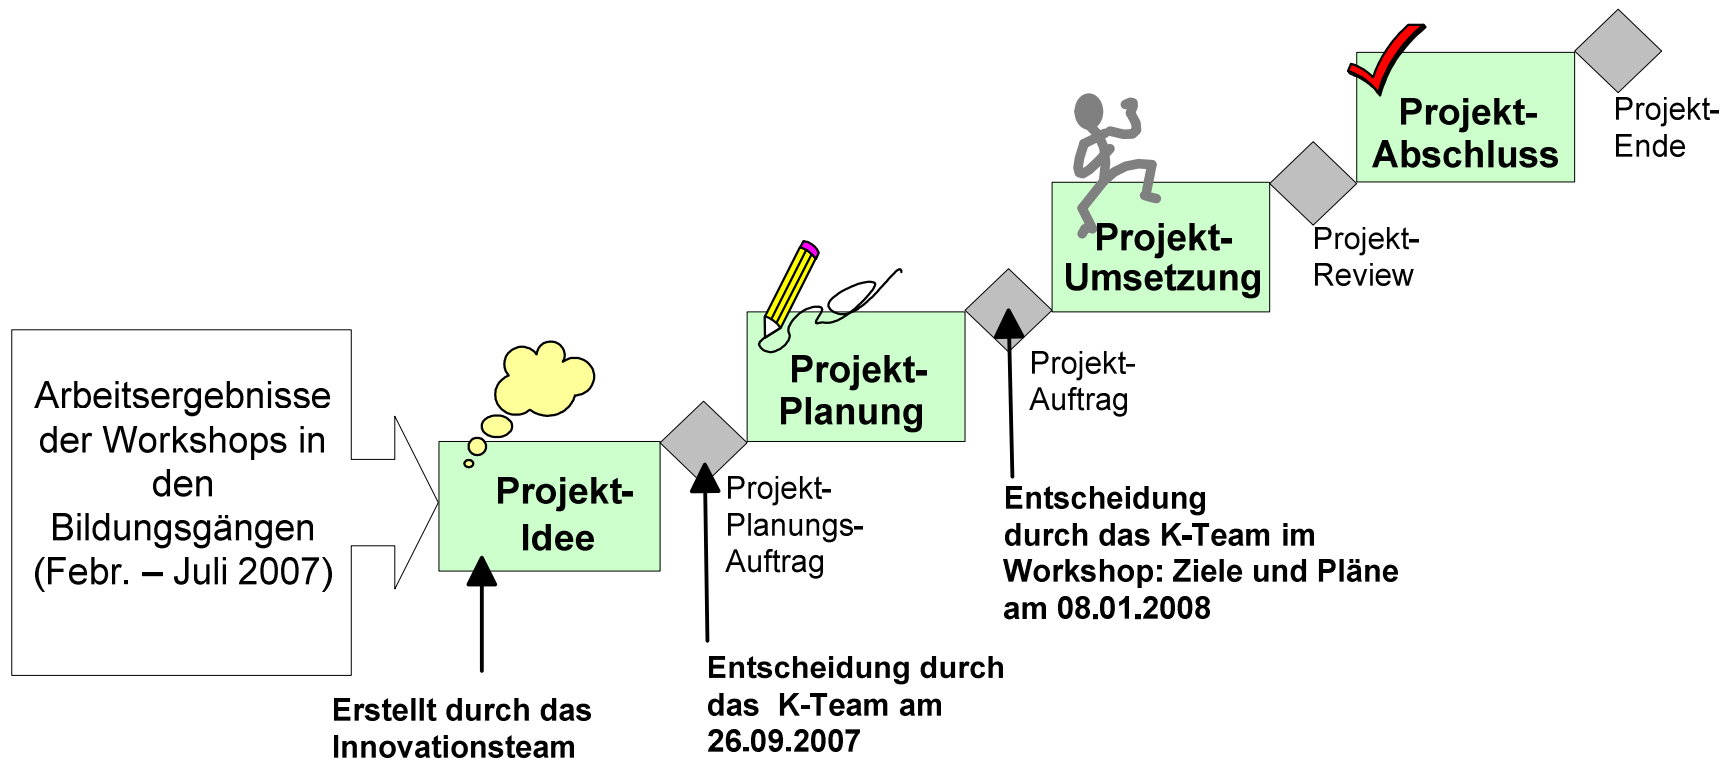 Arbeitsergebnisse
der Workshops in
den
Bildungsgängen
(Febr. – Juli 2007)
Projekt-
Idee
Erstellt durch das
Innovationsteam
Projekt-
Planungs-
Auftrag
Entscheidung durch
das K-Team am
26.09.2007
Projekt-
Planung
Projekt-
Auftrag
Entscheidung
durch das K-Team im
Workshop: Ziele und Pläne
am 08.01.2008
Projekt-
Umsetzung
Projekt-
Review
Projekt-
Abschluss
Projekt-
Ende